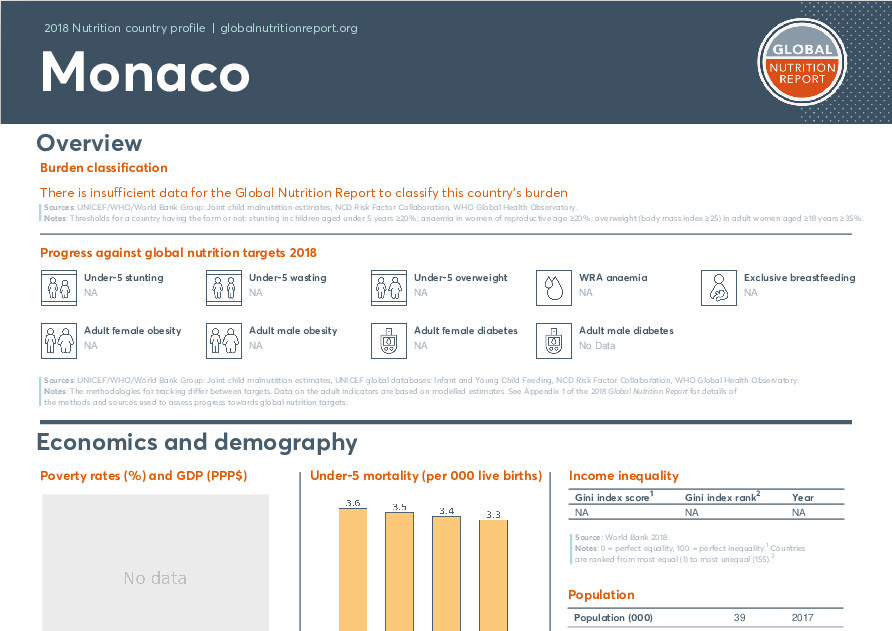 2018 Nutrition country profile | globalnutritionreport.org
Monaco
GLOBAL
NUTRITION
REPORT
Overview
Burden classification
There is insufficient data for the Global Nutrition Report to classify this country's burden
Sources: UNICEF/WHO/World Bank Group: Joint child malnutrition estimates, NCD Risk Factor Collaboration, WHO Global Health Observatory.
Notes: Thresholds for a country having the form or not: stunting in children aged under 5 years ≥20%; anaemia in women of reproductive age ≥20%; overweight (body mass index ≥25) in adult women aged ≥18 years ≥35%.
Progress against global nutrition targets 2018
Under-5 stunting
NA
Under-5 wasting
NA
Under-5 overweight
NA
WRA anaemia
NA
Exclusive breastfeeding
NA
Adult female obesity
NA
Adult male obesity
NA
Adult female diabetes
NA
Adult male diabetes
No Data
Sources: UNICEF/WHO/World Bank Group: Joint child malnutrition estimates, UNICEF global databases: Infant and Young Child Feeding, NCD Risk Factor Collaboration, WHO Global Health Observatory.
Notes: The methodologies for tracking differ between targets. Data on the adult indicators are based on modelled estimates. See Appendix 1 of the 2018 Global Nutrition Report for details of
the methods and sources used to assess progress towards global nutrition targets.
Economics and demography
Poverty rates (%) and GDP (PPP$)
No data
Under-5 mortality (per 000 live births)
3.6 3.5 3.4 3.3
Income inequality
Gini index score¹ Gini index rank² Year
NA NA NA
Source: World Bank 2018.
Notes: 0 = perfect equality, 100 = perfect inequality.¹ Countries
are ranked from most equal (1) to most unequal (155).²
Population
Population (000) 39 2017